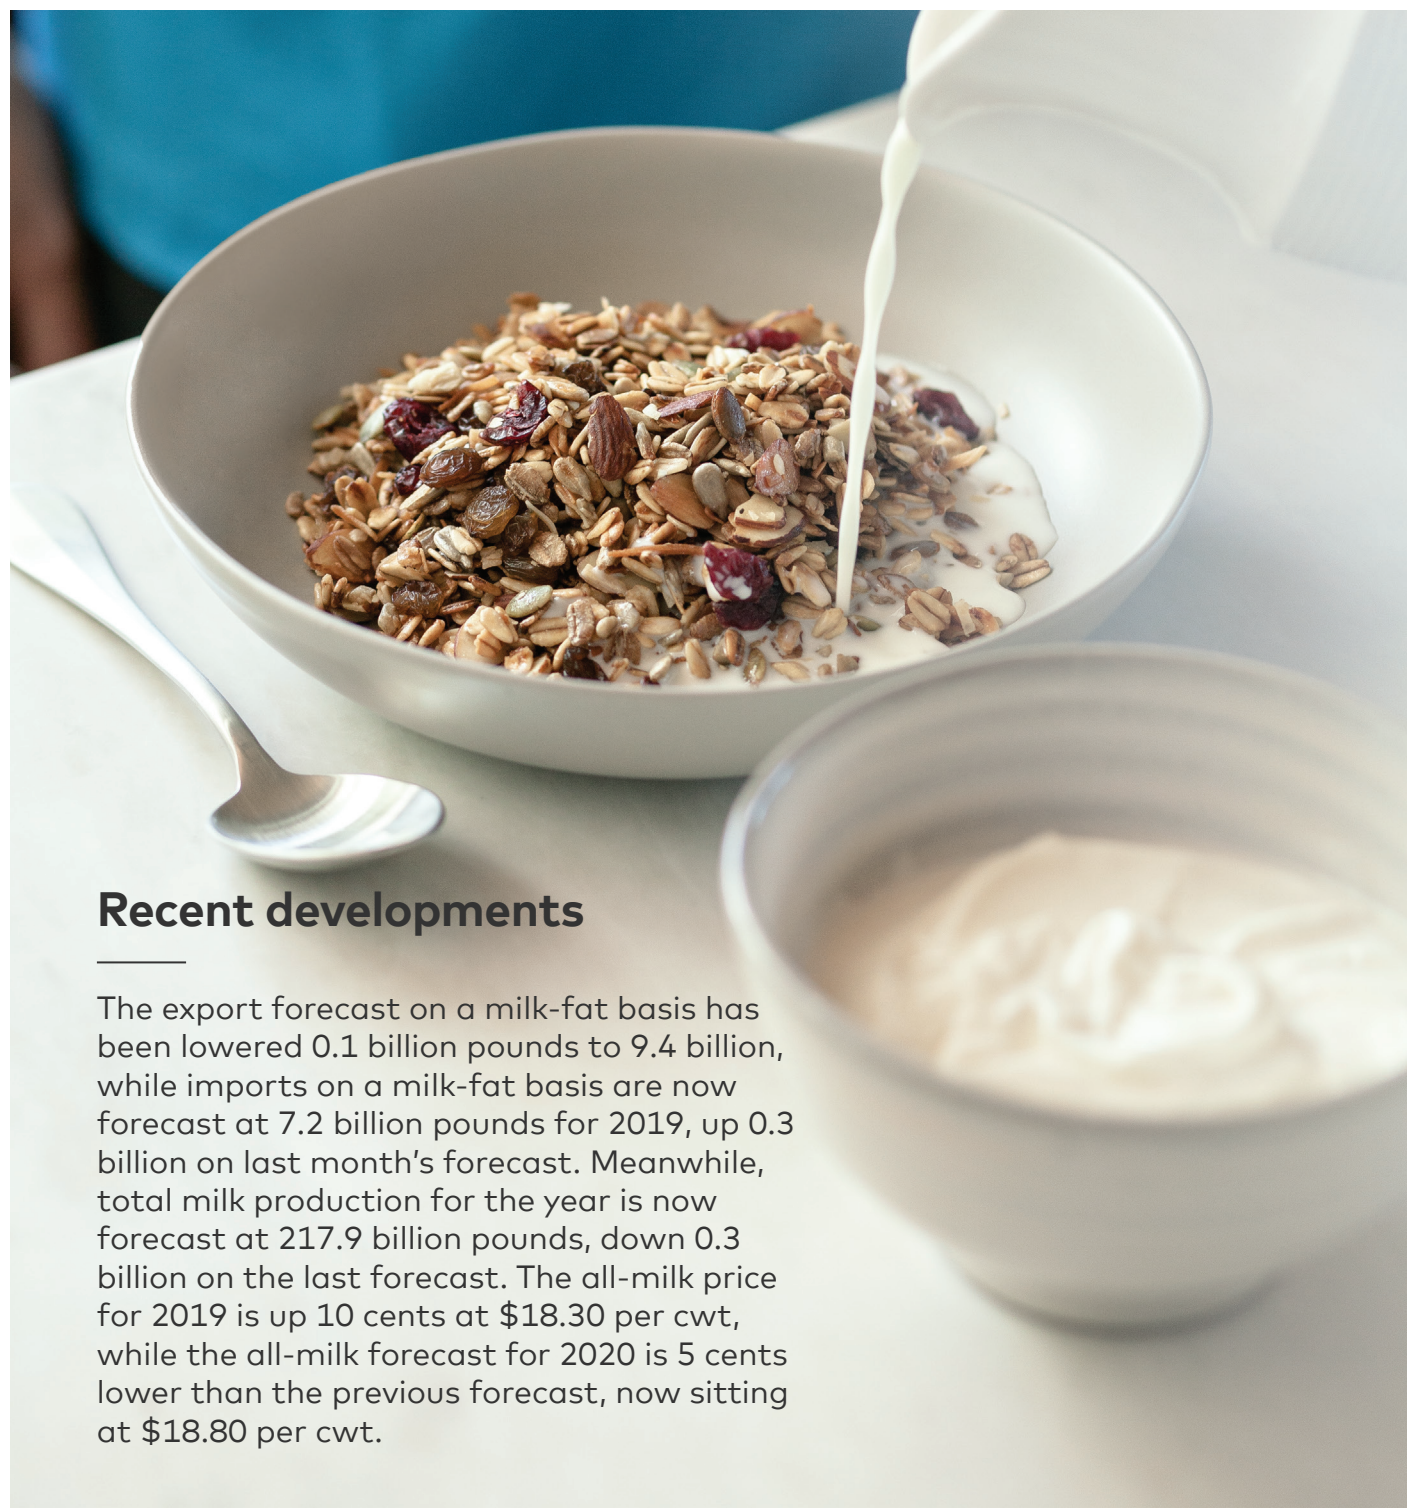 Recent developments
The export forecast on a milk-fat basis has
been lowered 0.1 billion pounds to 9.4 billion,
while imports on a milk-fat basis are now
forecast at 7.2 billion pounds for 2019, up 0.3
billion on last month’s forecast. Meanwhile,
total milk production for the year is now
forecast at 217.9 billion pounds, down 0.3
billion on the last forecast. The all-milk price
for 2019 is up 10 cents at $18.30 per cwt,
while the all-milk forecast for 2020 is 5 cents
lower than the previous forecast, now sitting
at $18.80 per cwt.